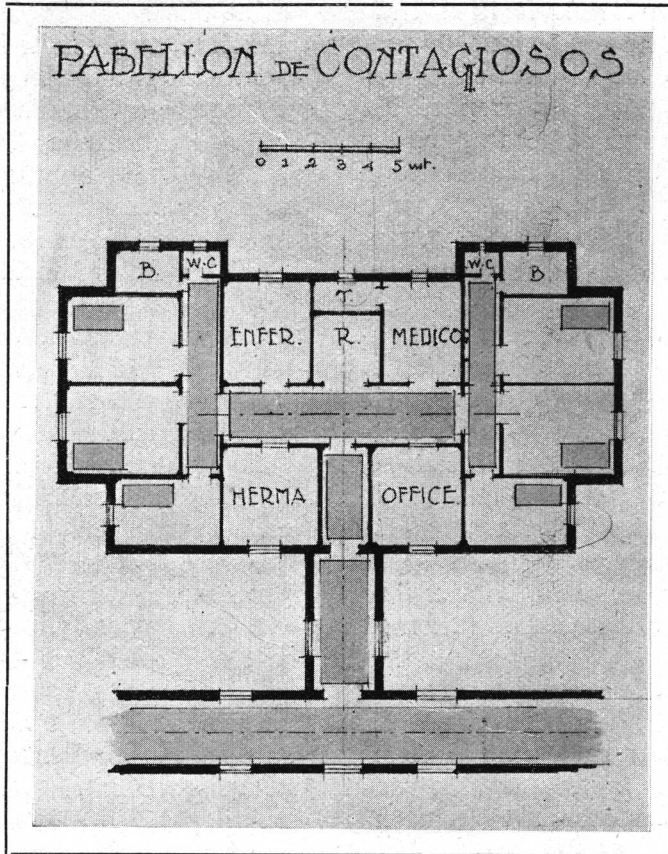 PABELLON DE CONTAGIOSOS
0 1 2 3 4 5 mt.
B. W.C W.C B.
T.
ENFER. R. MEDICO
HERMA OFFICE.